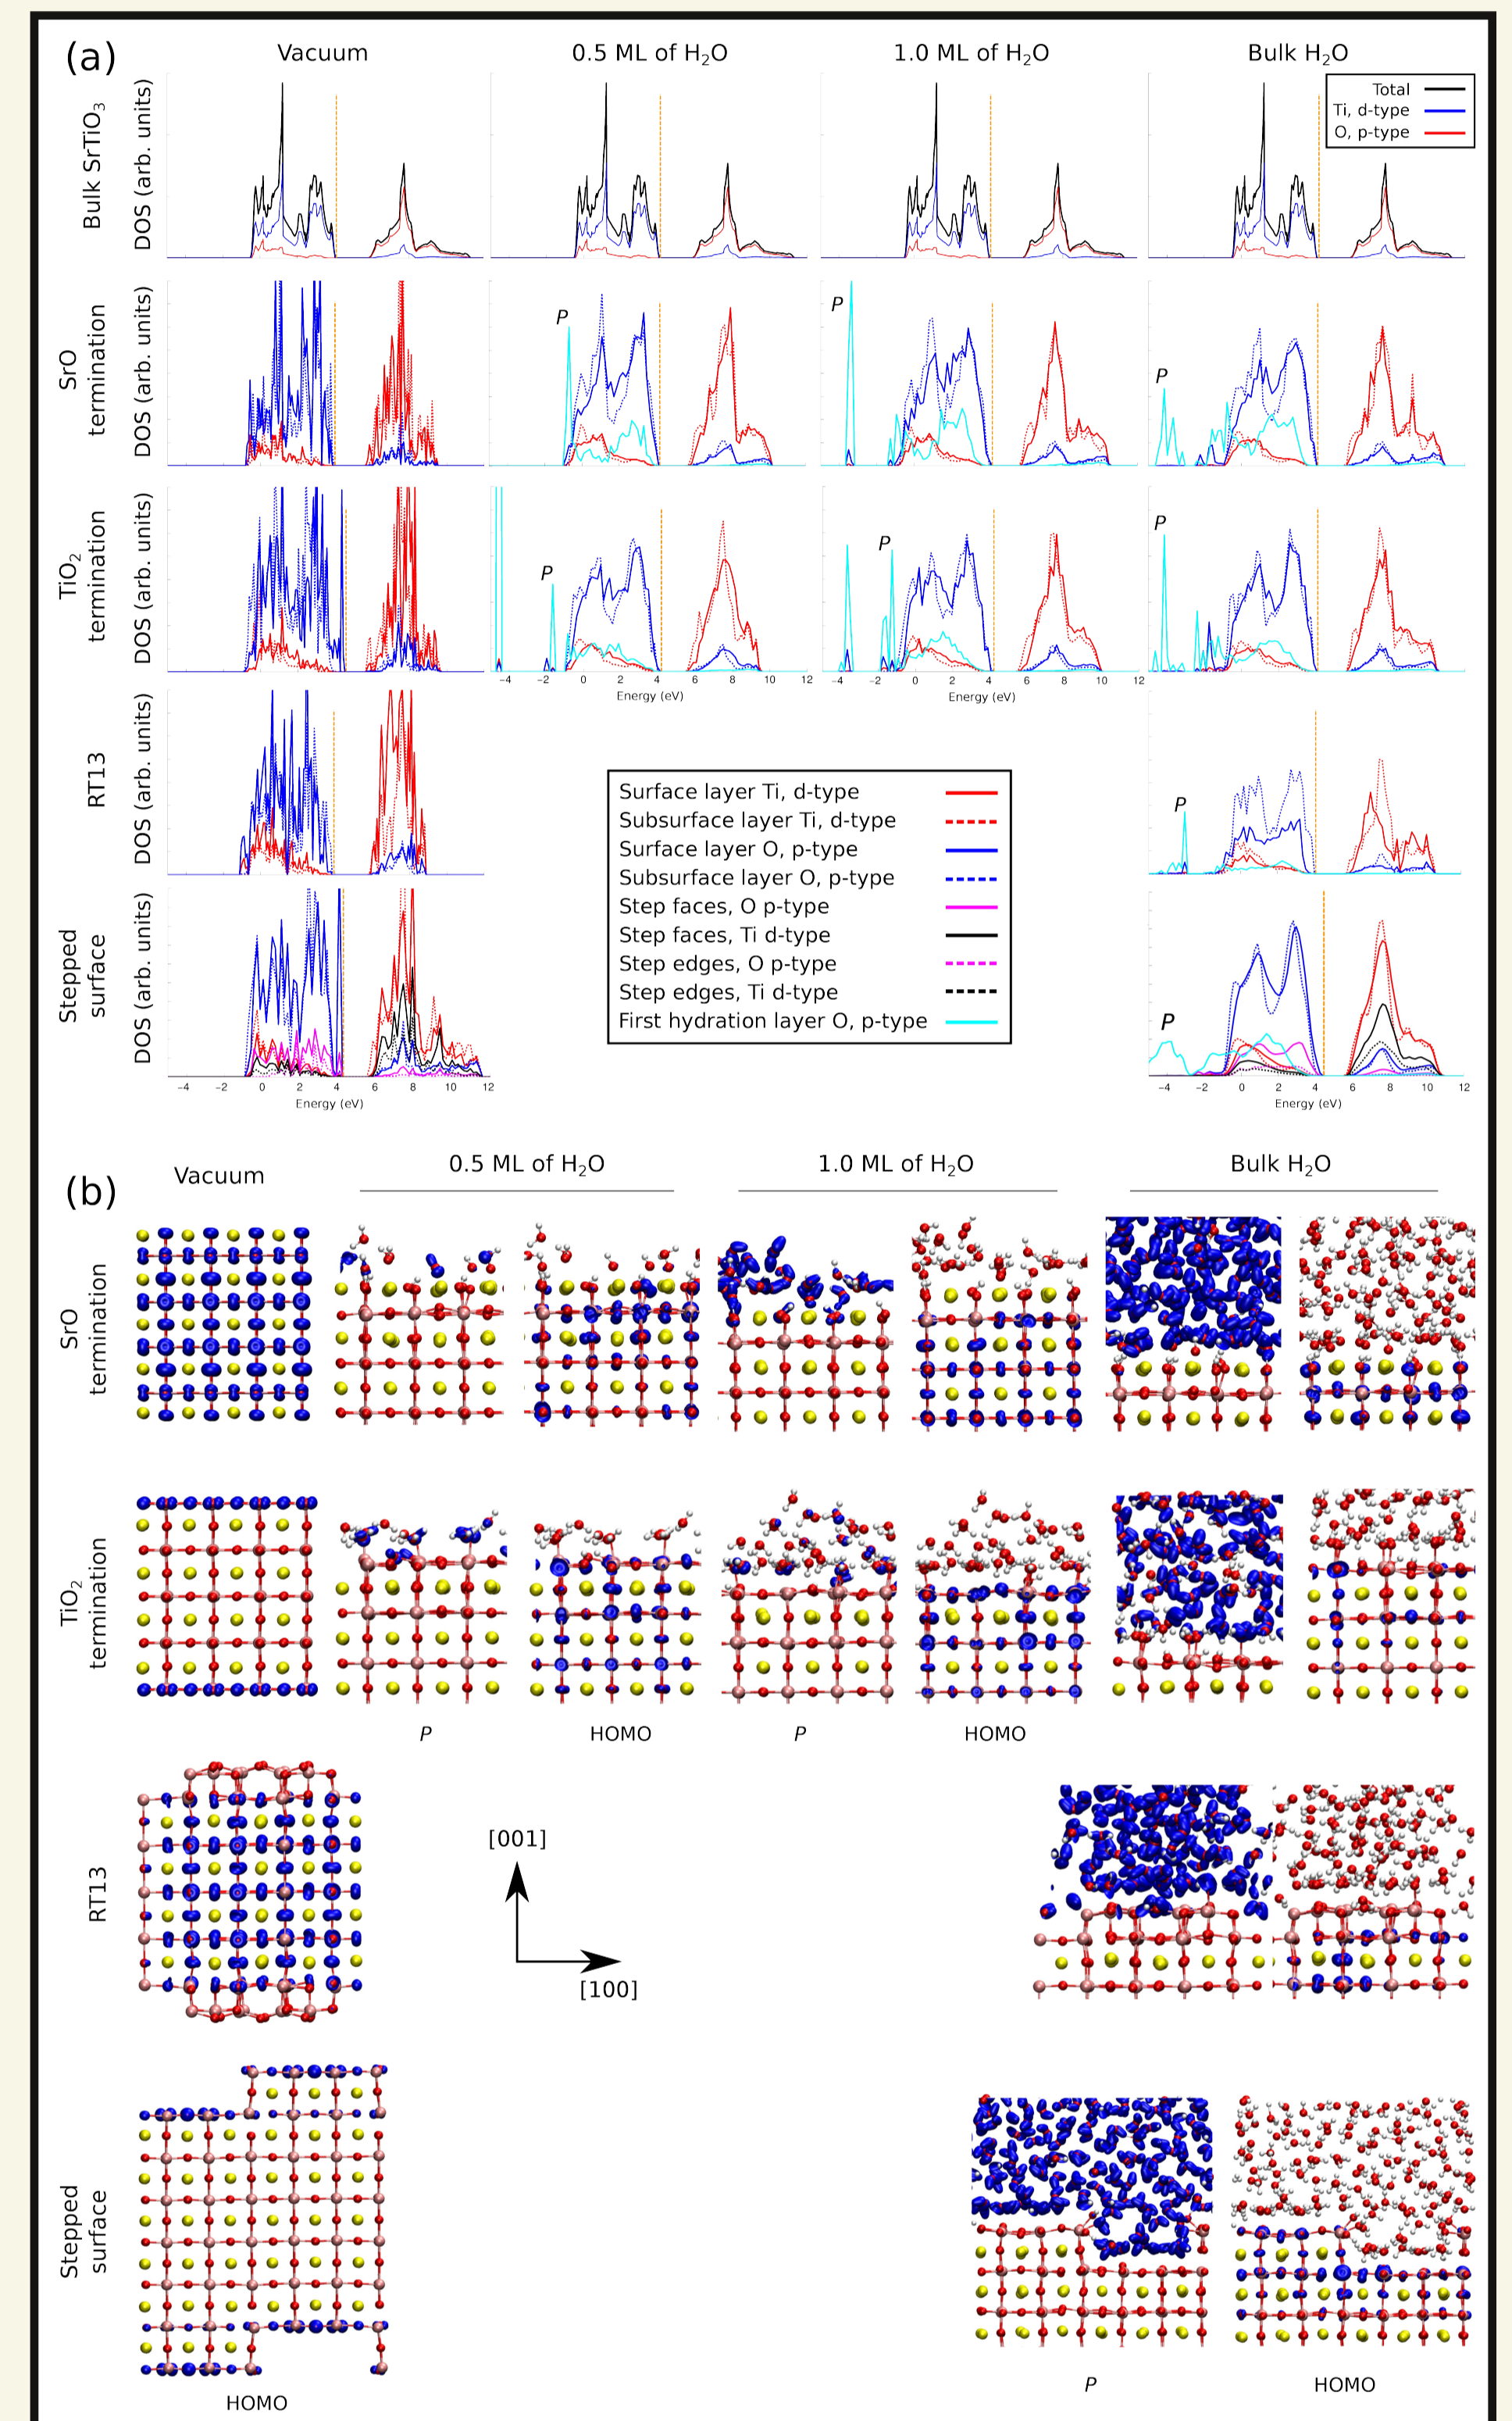 (a)
Vacuum
0.5 ML of H₂O
1.0 ML of H₂O
Bulk H₂O
Total
Ti, d-type
O, p-type
Bulk SrTiO₃
DOS (arb. units)
SrO
termination
DOS (arb. units)
P
P
P
TiO₂
termination
DOS (arb. units)
P
P
P
−4 −2 0 2 4 6 8 10 12
Energy (eV)
−4 −2 0 2 4 6 8 10 12
Energy (eV)
RT13
DOS (arb. units)
P
Surface layer Ti, d-type
Subsurface layer Ti, d-type
Surface layer O, p-type
Subsurface layer O, p-type
Step faces, O p-type
Step faces, Ti d-type
Step edges, O p-type
Step edges, Ti d-type
First hydration layer O, p-type
Stepped
surface
DOS (arb. units)
P
−4 −2 0 2 4 6 8 10 12
Energy (eV)
−4 −2 0 2 4 6 8 10 12
Energy (eV)
(b)
Vacuum
0.5 ML of H₂O
1.0 ML of H₂O
Bulk H₂O
SrO
termination
TiO₂
termination
P
HOMO
P
HOMO
RT13
[001]
[100]
Stepped
surface
HOMO
P
HOMO